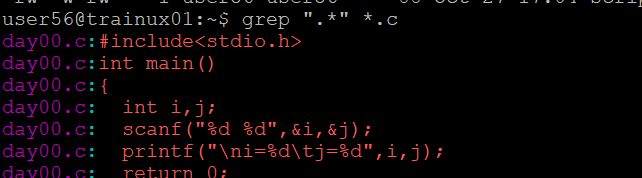 user56@trainux01:~$ grep ".*" *.c
day00.c:#include<stdio.h>
day00.c:int main()
day00.c:{
day00.c:  int i,j;
day00.c:  scanf("%d %d",&i,&j);
day00.c:  printf("\ni=%d\tj=%d",i,j);
day00.c:  return 0;